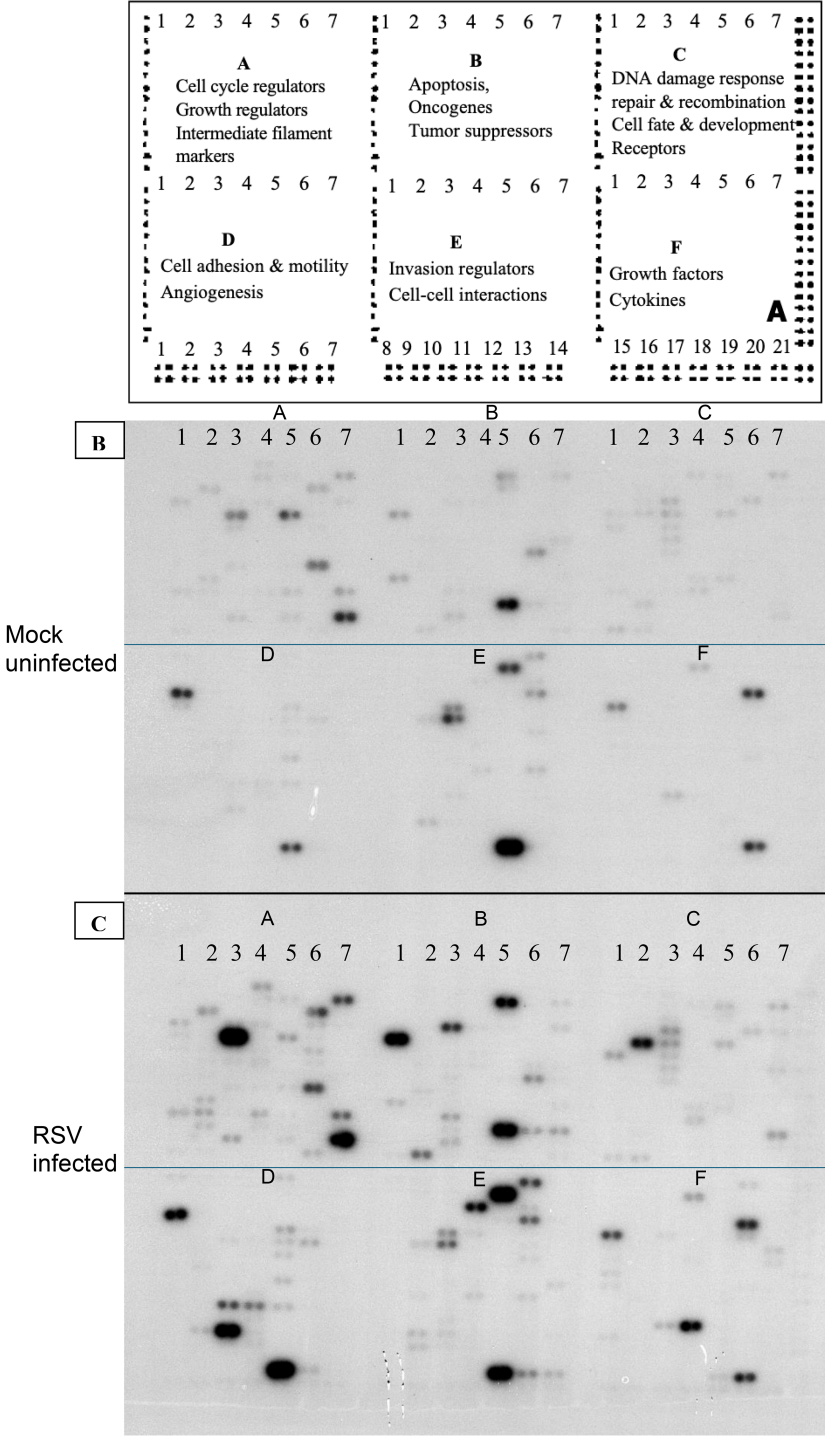 1 2 3 4 5 6 7 1 2 3 4 5 6 7 1 2 3 4 5 6 7
A
Cell cycle regulators
Growth regulators
Intermediate filament
markers
B
Apoptosis,
Oncogenes
Tumor suppressors
C
DNA damage response
repair & recombination
Cell fate & development
Receptors
1 2 3 4 5 6 7 1 2 3 4 5 6 7 1 2 3 4 5 6 7
D
Cell adhesion & motility
Angiogenesis
E
Invasion regulators
Cell-cell interactions
F
Growth factors
Cytokines
A
1 2 3 4 5 6 7 8 9 10 11 12 13 14 15 16 17 18 19 20 21
A B C
B
1 2 3 4 5 6 7 1 2 3 4 5 6 7 1 2 3 4 5 6 7
Mock
uninfected
D E F
C
A B C
1 2 3 4 5 6 7 1 2 3 4 5 6 7 1 2 3 4 5 6 7
RSV
infected
D E F